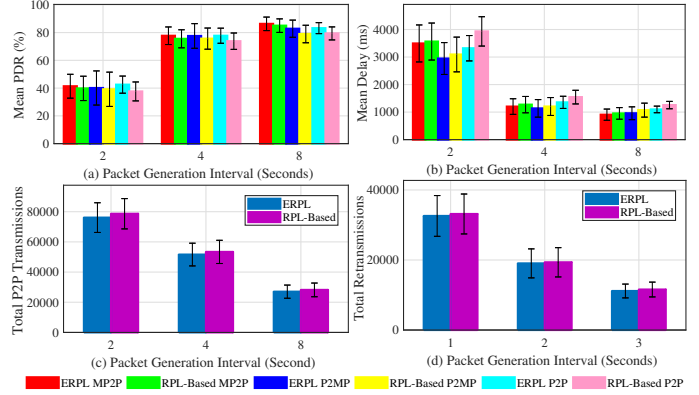 100
80
60
40
20
0
Mean PDR (%)
2 4 8
(a) Packet Generation Interval (Seconds)
5000
4000
3000
2000
1000
0
Mean Delay (ms)
2 4 8
(b) Packet Generation Interval (Seconds)
80000
60000
40000
20000
0
Total P2P Transmissions
ERPL
RPL-Based
2 4 8
(c) Packet Generation Interval (Second)
40000
20000
0
Total Retransmissions
ERPL
RPL-Based
1 2 3
(d) Packet Generation Interval (Seconds)
ERPL MP2P RPL-Based MP2P ERPL P2MP RPL-Based P2MP ERPL P2P RPL-Based P2P